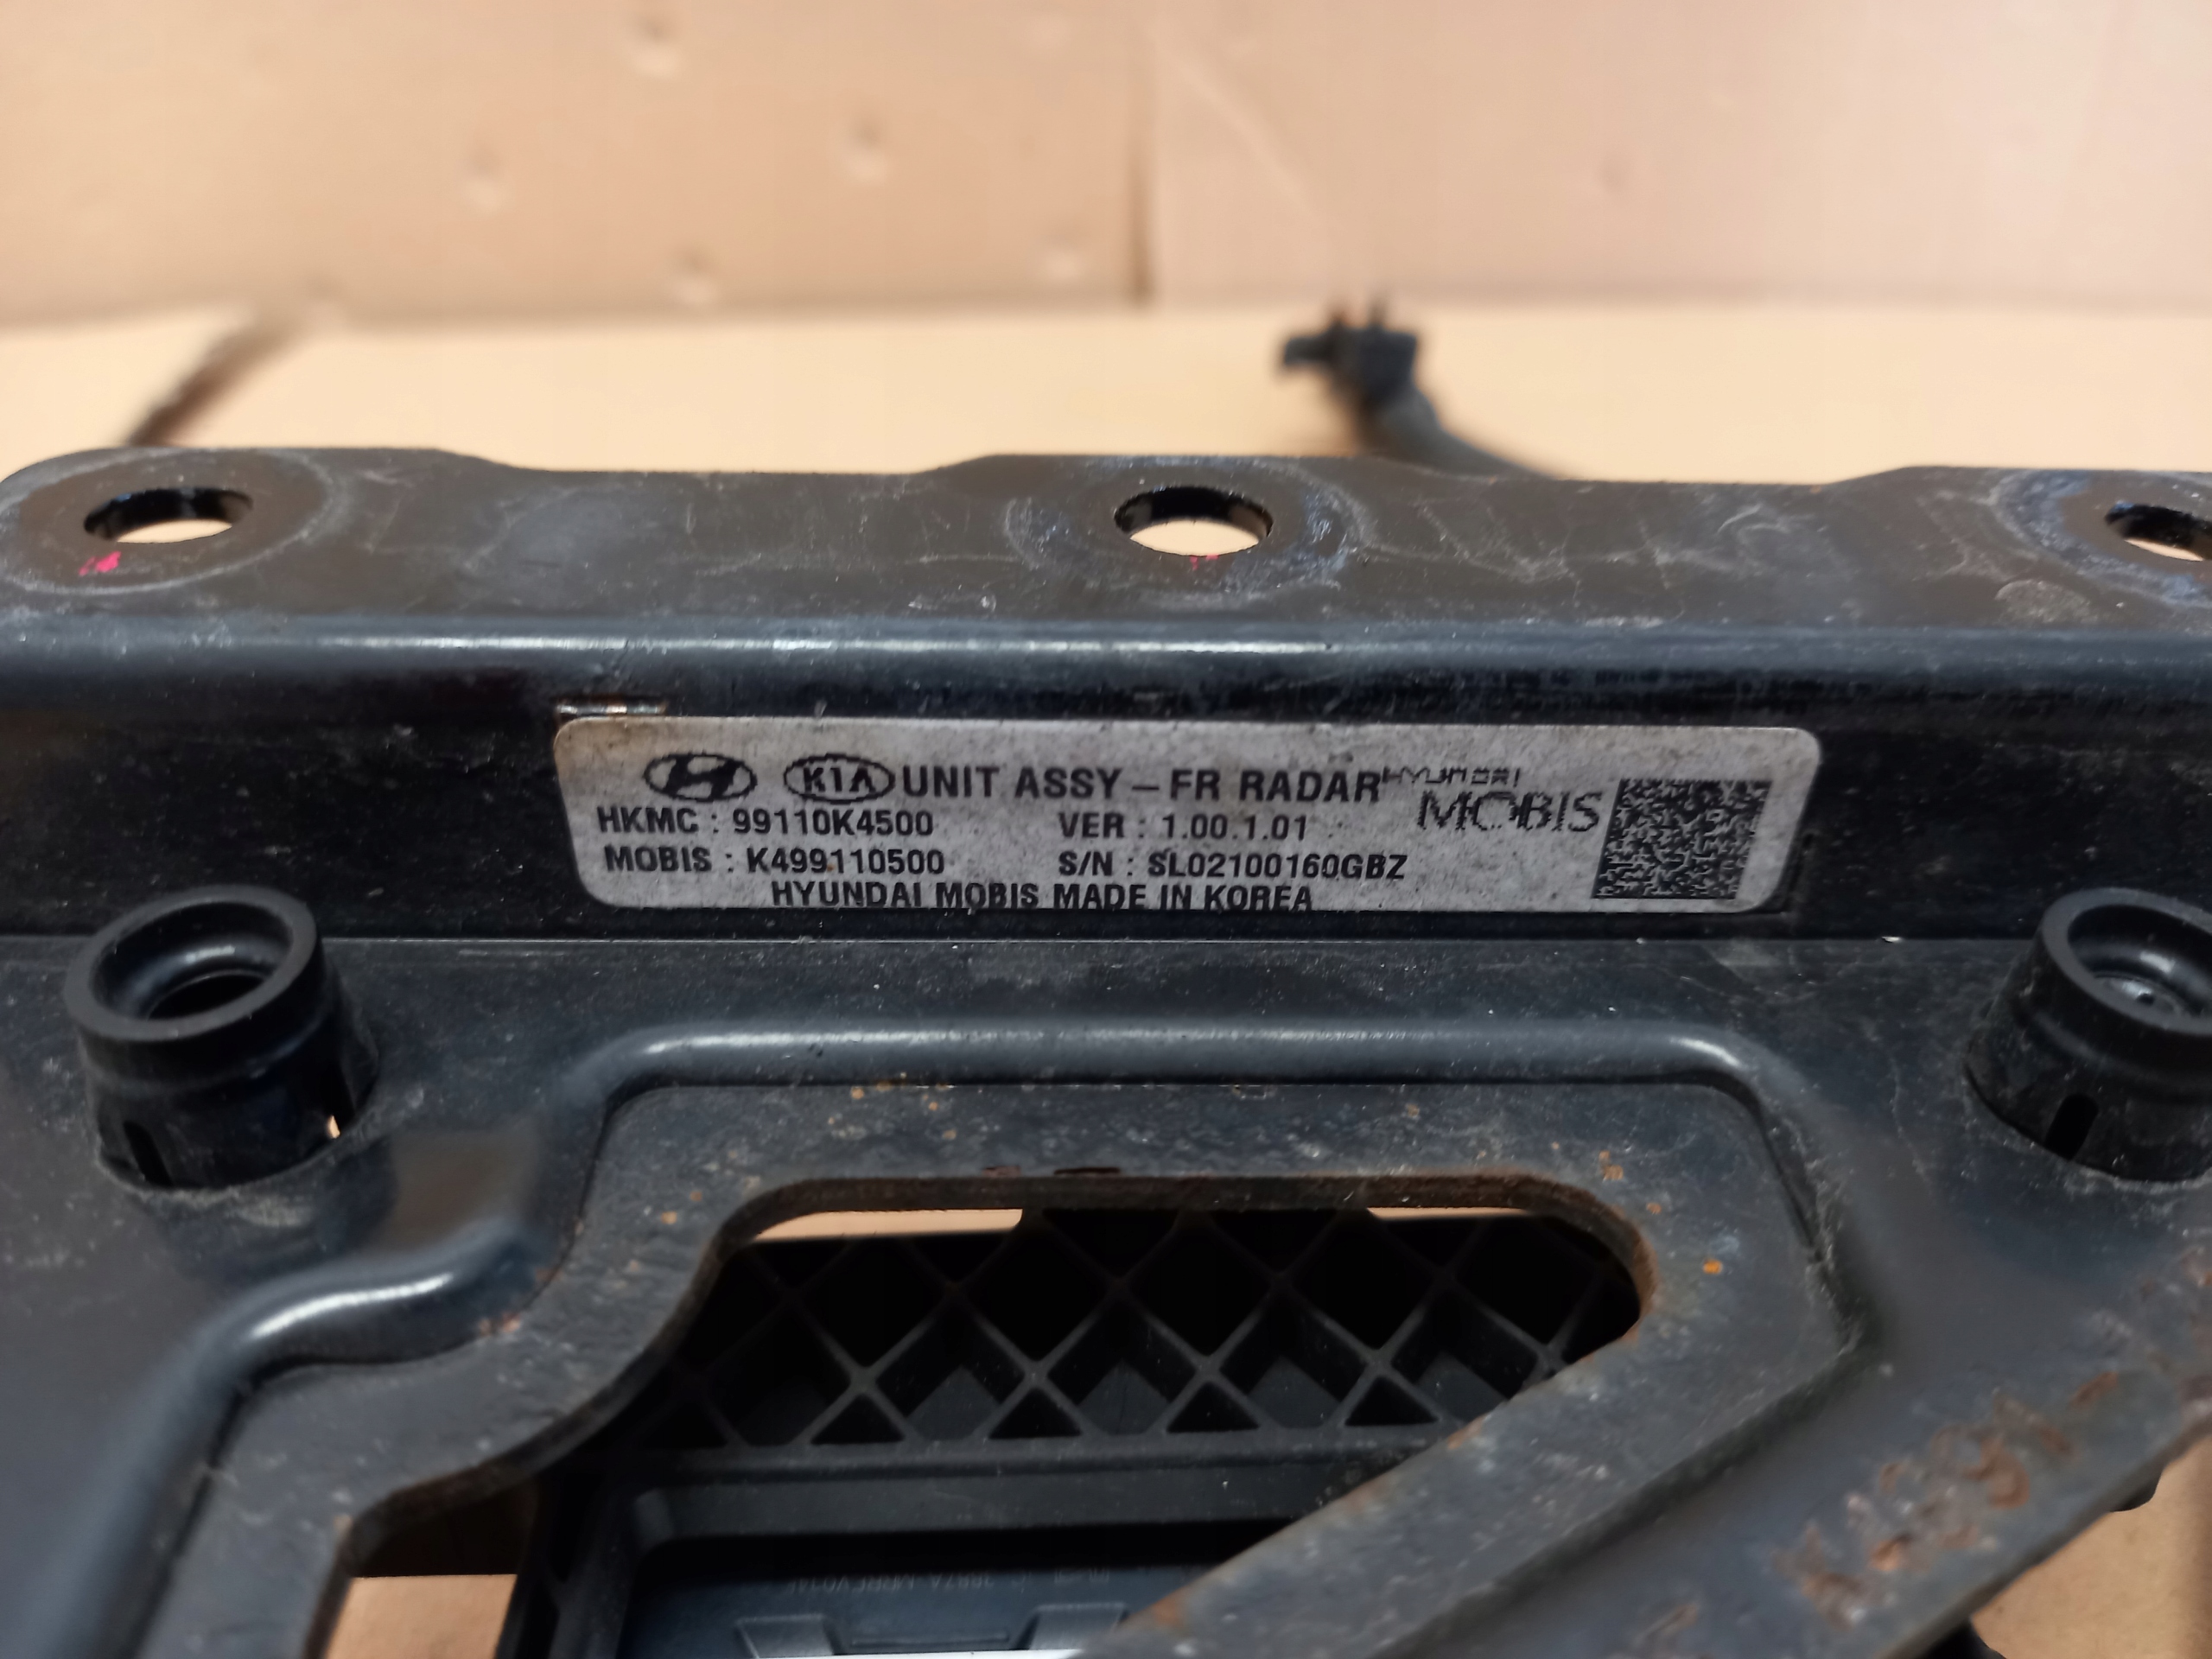 KIA UNIT ASSY – FR RADAR HYUNDAI MOBIS
HKMC : 99110K4500 VER : 1.00.1.01
MOBIS : K499110500 S/N : SL02100160GBZ
HYUNDAI MOBIS MADE IN KOREA